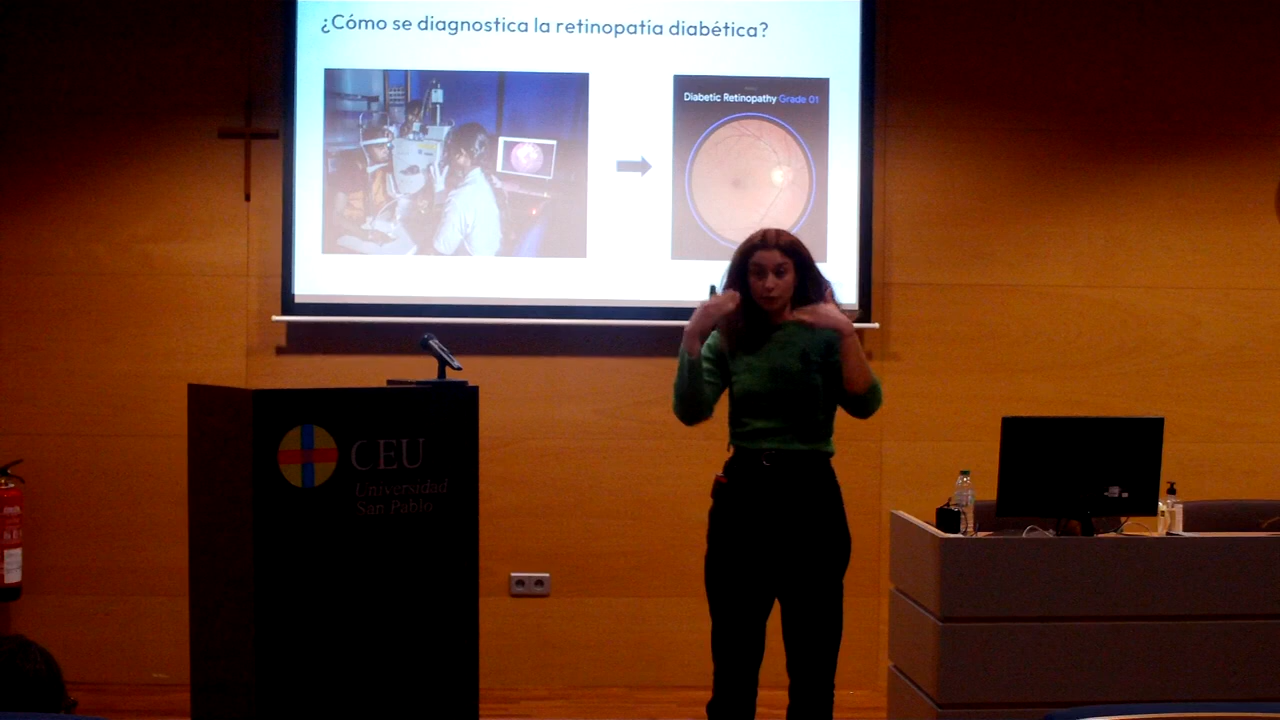 ¿Cómo se diagnostica la retinopatía diabética?
Diabetic Retinopathy Grade 01
CEU
Universidad
San Pablo